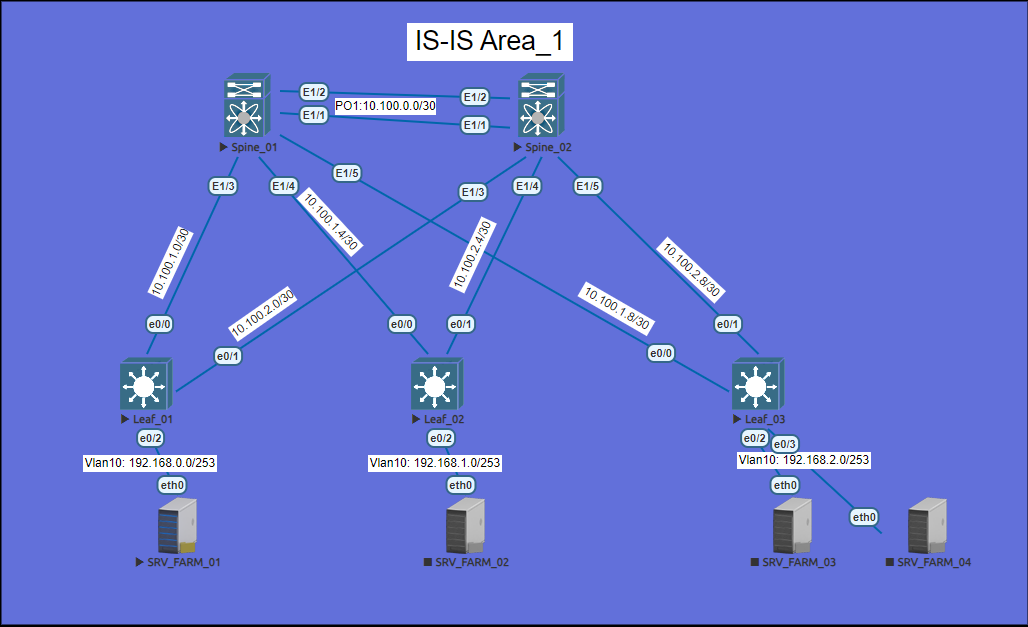 IS-IS Area_1
E1/2
E1/2
PO1:10.100.0.0/30
E1/1
E1/1
Spine_01
Spine_02
E1/3
E1/4
E1/5
E1/3
E1/4
E1/5
10.100.1.0/30
10.100.1.4/30
10.100.2.0/30
10.100.2.4/30
10.100.1.8/30
10.100.2.8/30
e0/0
e0/1
e0/0
e0/1
e0/0
e0/1
Leaf_01
Leaf_02
Leaf_03
e0/2
e0/2
e0/2
e0/3
Vlan10: 192.168.0.0/253
Vlan10: 192.168.1.0/253
Vlan10: 192.168.2.0/253
eth0
eth0
eth0
eth0
SRV_FARM_01
SRV_FARM_02
SRV_FARM_03
SRV_FARM_04